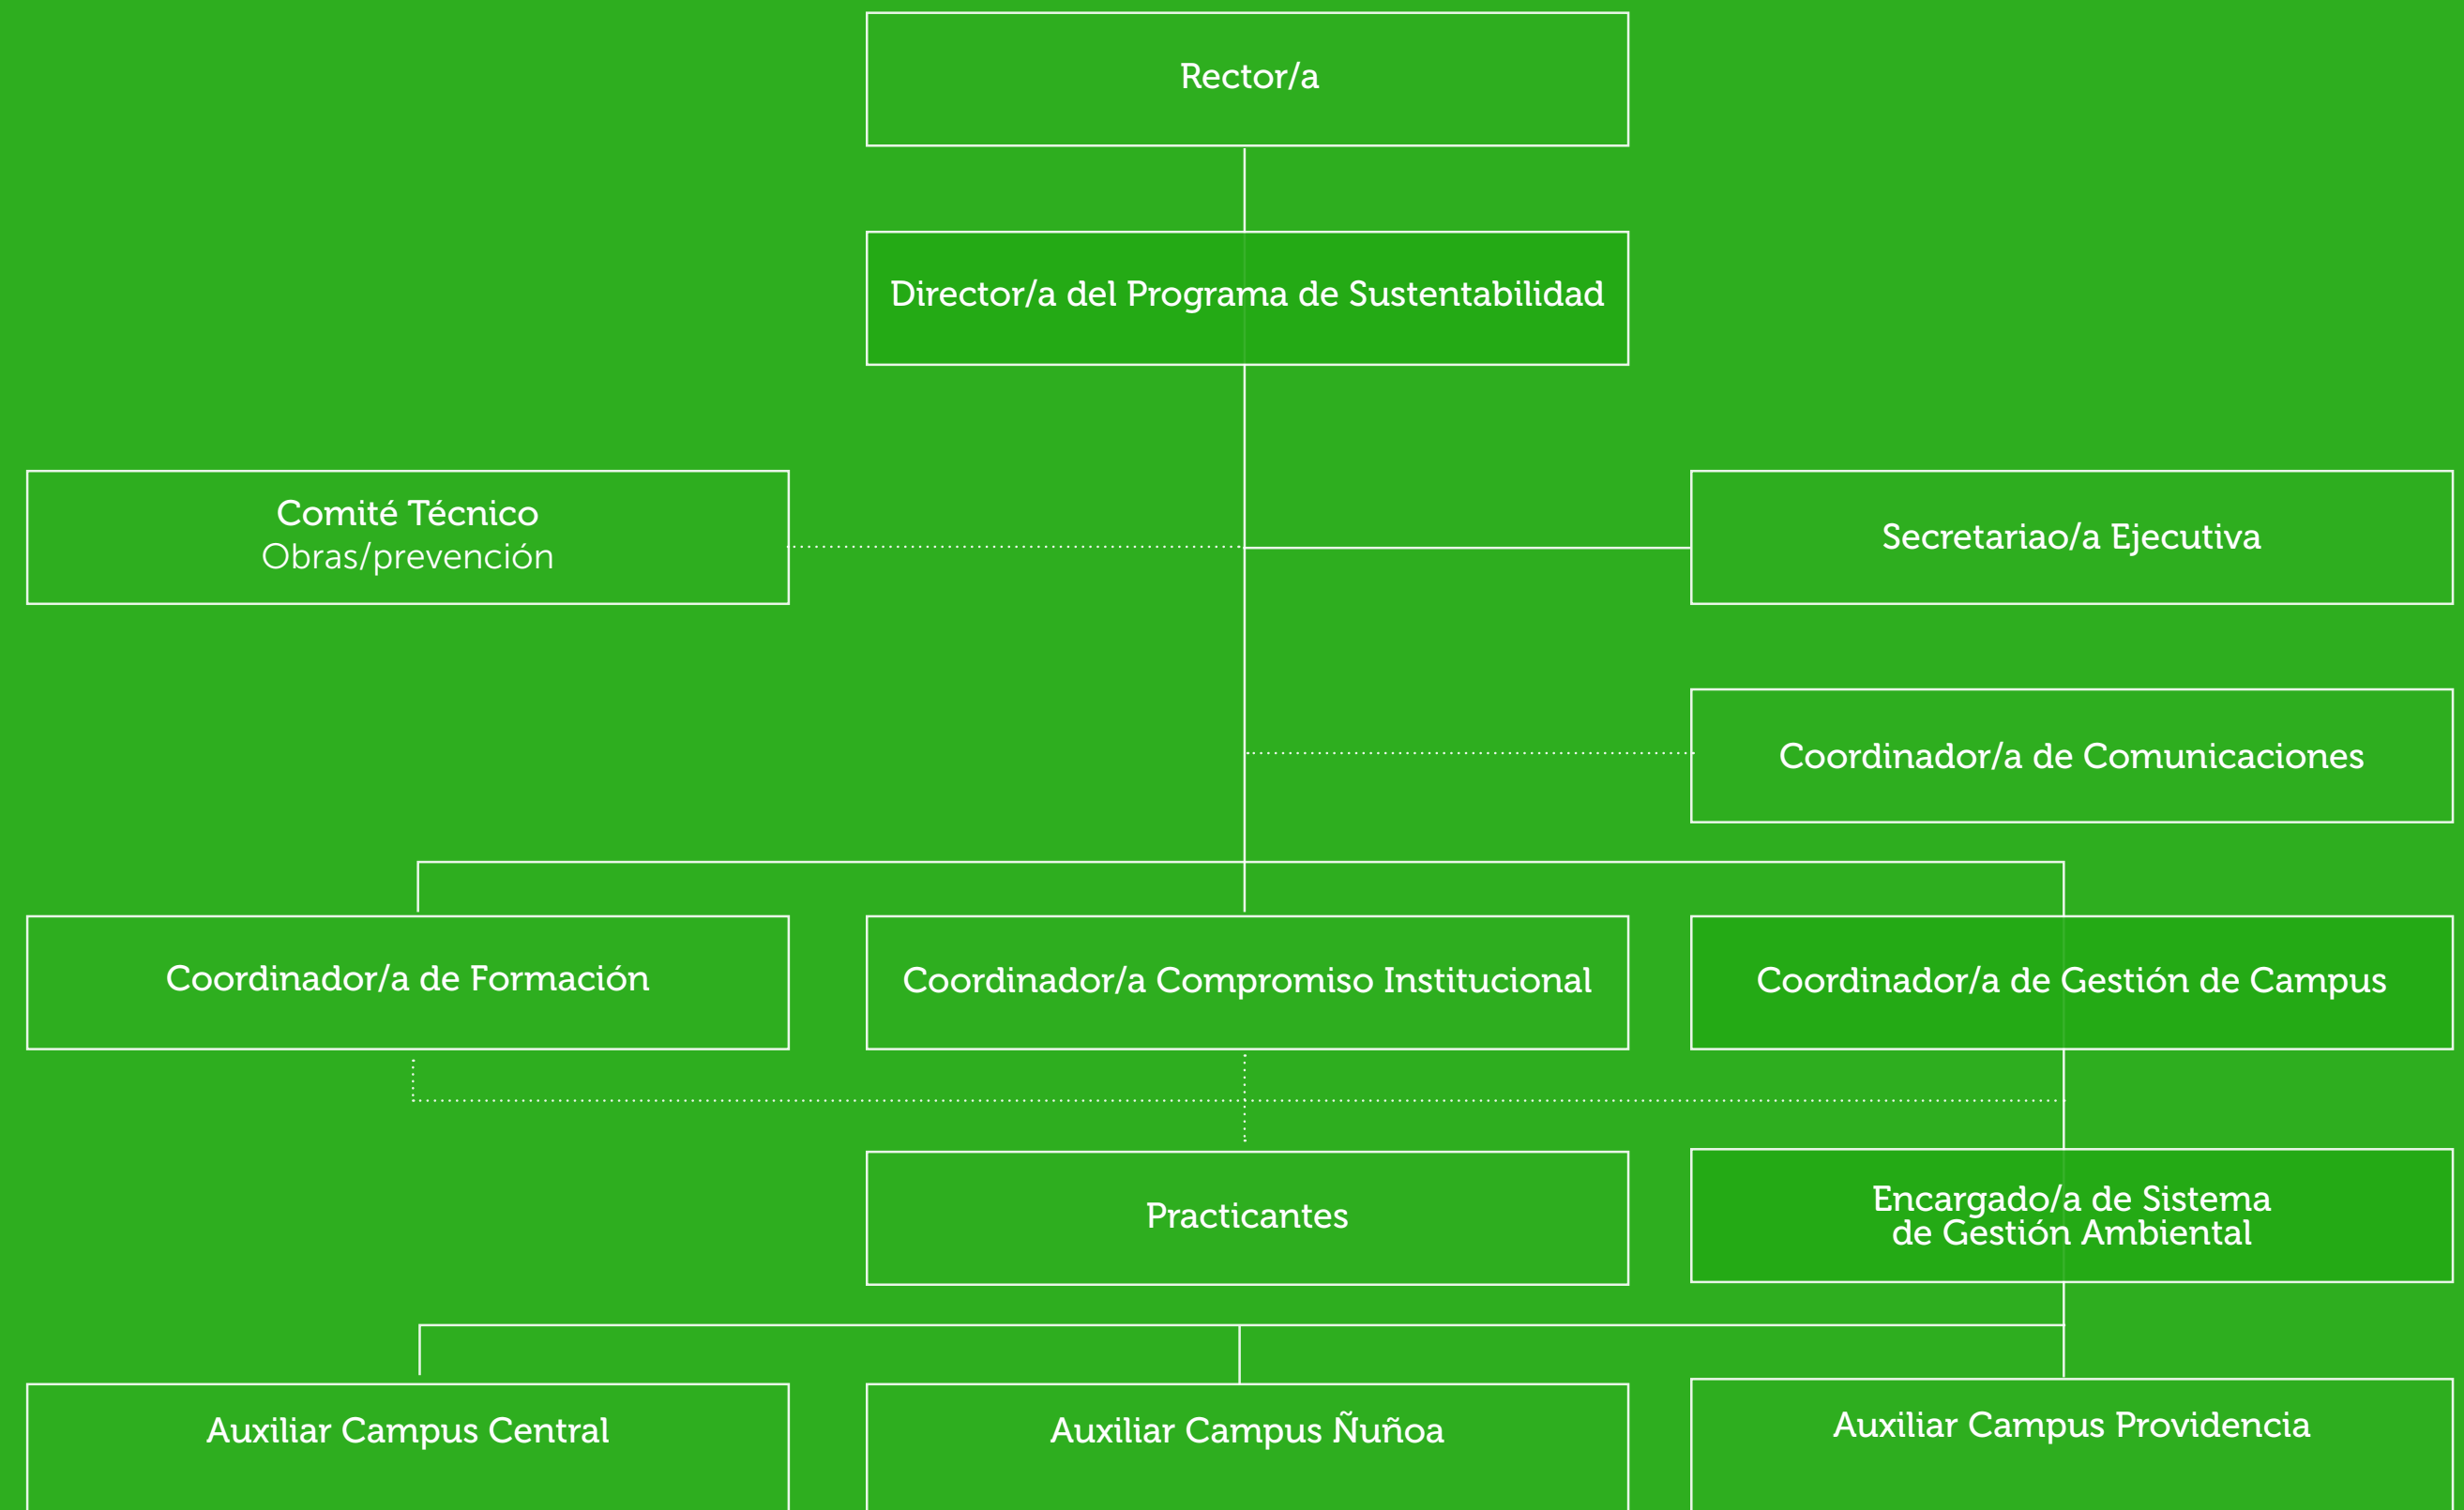 Rector/a
Director/a del Programa de Sustentabilidad
Comité Técnico
Obras/prevención
Secretariao/a Ejecutiva
Coordinador/a de Comunicaciones
Coordinador/a de Formación
Coordinador/a Compromiso Institucional
Coordinador/a de Gestión de Campus
Practicantes
Encargado/a de Sistema
de Gestión Ambiental
Auxiliar Campus Central
Auxiliar Campus Ñuñoa
Auxiliar Campus Providencia